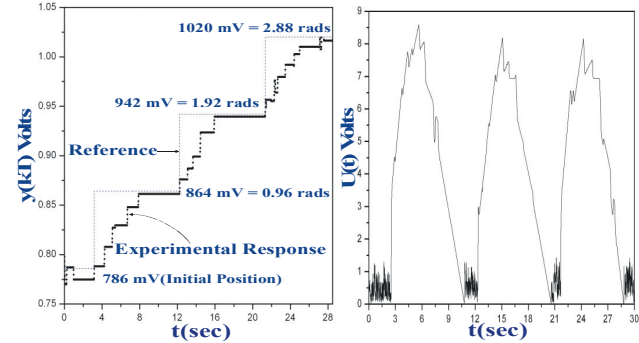 1.05
1.00
0.95
0.90
0.85
0.80
0.75
y(kI) Volts
1020 mV = 2.88 rads
942 mV = 1.92 rads
Reference
864 mV = 0.96 rads
Experimental Response
786 mV(Initial Position)
0 4 8 12 16 20 24 28
t(sec)
9
8
7
6
5
4
3
2
1
0
U(t) Volts
3 6 9 12 15 18 21 24 27 30
t(sec)